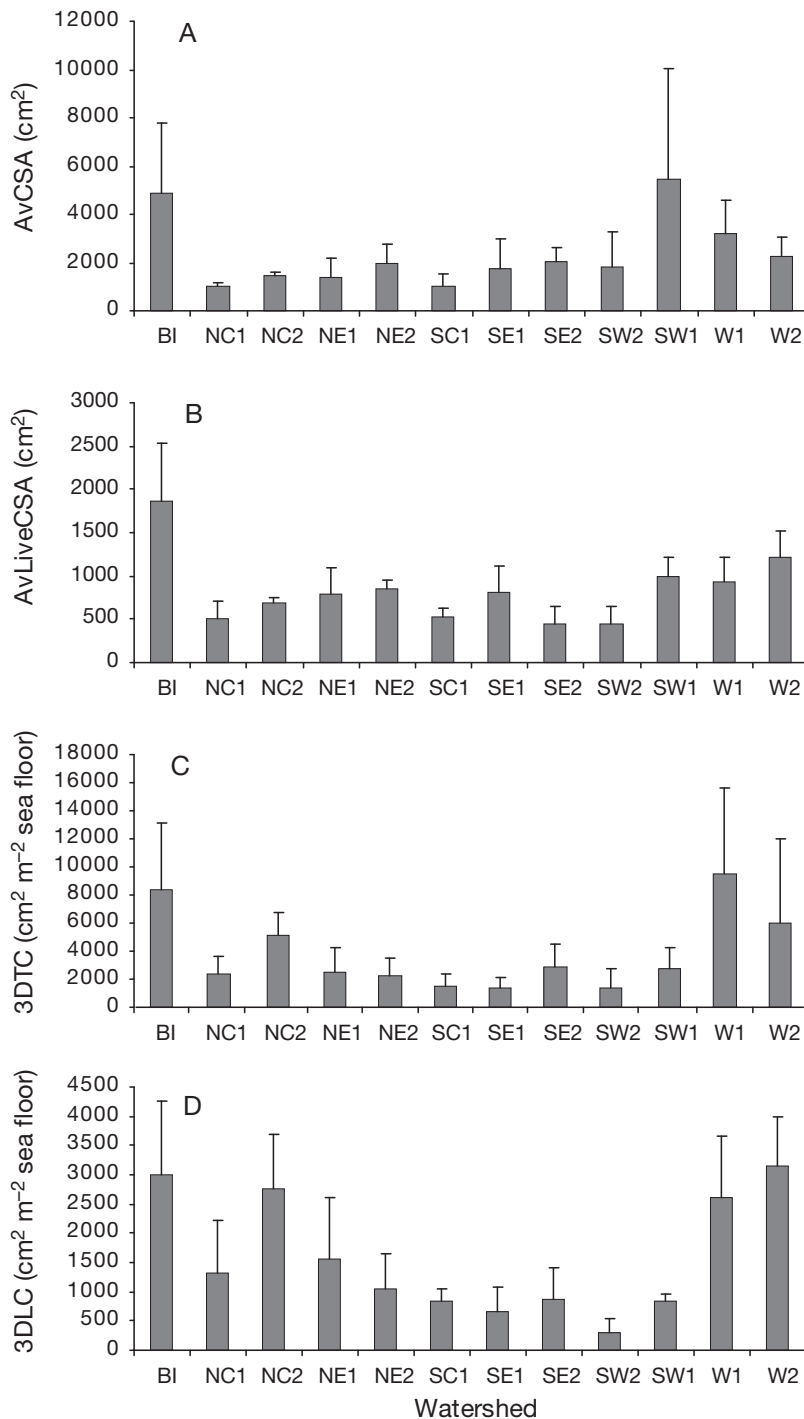 A
AvCSA (cm²)
12000
10000
8000
6000
4000
2000
0
BI NC1 NC2 NE1 NE2 SC1 SE1 SE2 SW2 SW1 W1 W2
B
AvLiveCSA (cm²)
3000
2500
2000
1500
1000
500
0
BI NC1 NC2 NE1 NE2 SC1 SE1 SE2 SW2 SW1 W1 W2
C
3DTC (cm² m⁻² sea floor)
18000
16000
14000
12000
10000
8000
6000
4000
2000
0
BI NC1 NC2 NE1 NE2 SC1 SE1 SE2 SW2 SW1 W1 W2
D
3DLC (cm² m⁻² sea floor)
4500
4000
3500
3000
2500
2000
1500
1000
500
0
BI NC1 NC2 NE1 NE2 SC1 SE1 SE2 SW2 SW1 W1 W2
Watershed